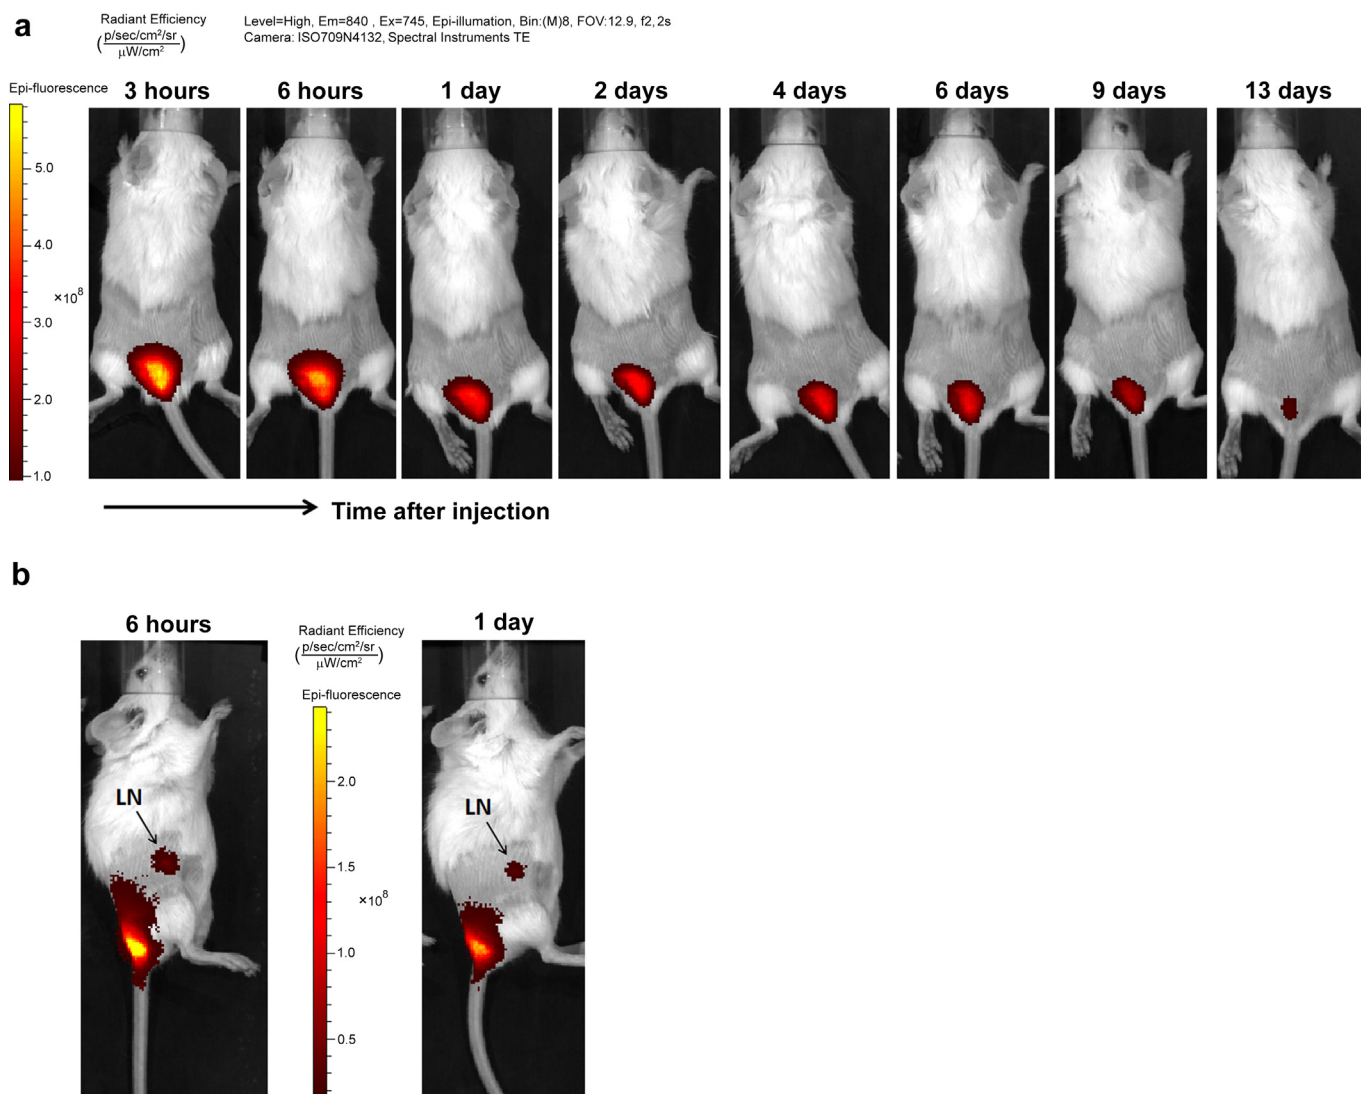 a
Radiant Efficiency
(p/sec/cm²/sr
μW/cm²)
Level=High, Em=840 , Ex=745, Epi-illumation, Bin:(M)8, FOV:12.9, f2,2s
Camera: ISO709N4132, Spectral Instruments TE
Epi-fluorescence
3 hours
6 hours
1 day
2 days
4 days
6 days
9 days
13 days
5.0
4.0
×10⁸
3.0
2.0
1.0
Time after injection
b
6 hours
Radiant Efficiency
(p/sec/cm²/sr
μW/cm²)
Epi-fluorescence
1 day
2.0
1.5
×10⁸
1.0
0.5
LN
LN